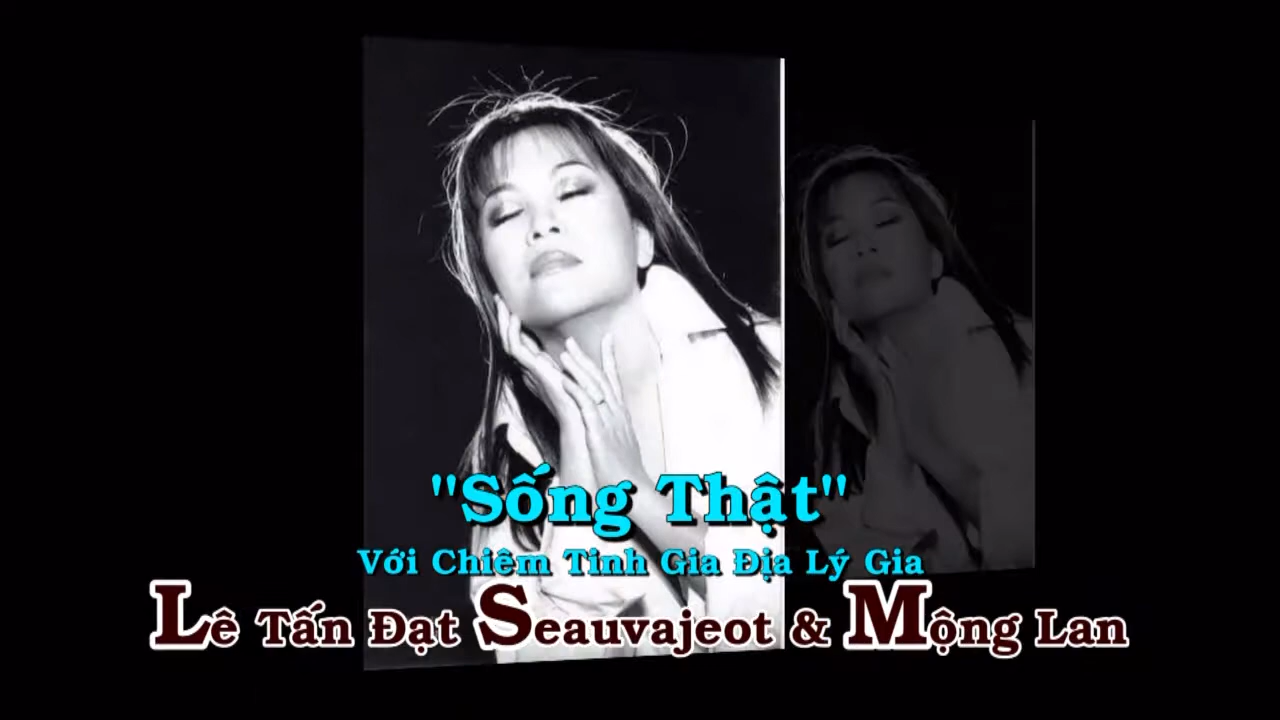 "Sống Thật"
Với Chiêm Tinh Gia Địa Lý Gia
Lê Tấn Đạt Seauvajeot & Mộng Lan